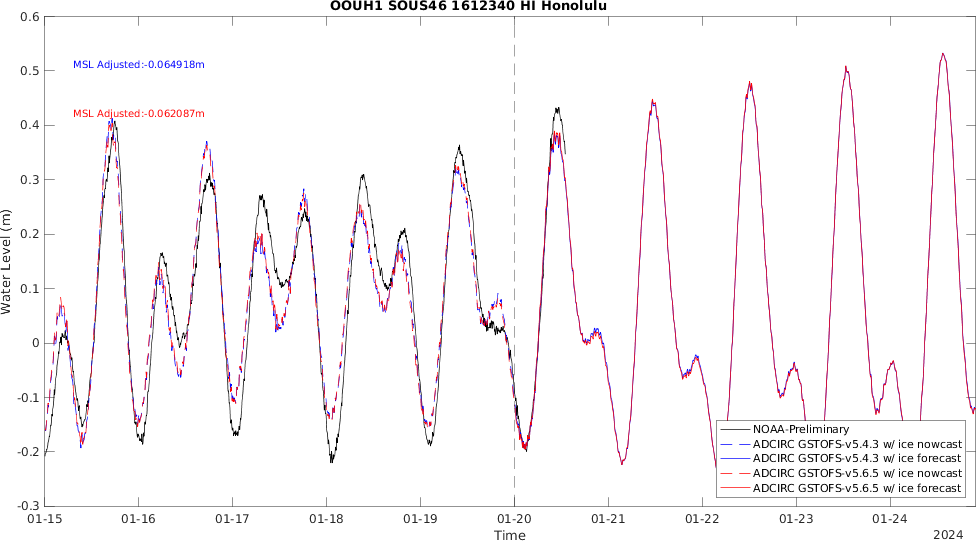 OOUH1 SOUS46 1612340 HI Honolulu
0.6
0.5
0.4
0.3
0.2
0.1
0
-0.1
-0.2
-0.3
Water Level (m)
MSL Adjusted:-0.064918m
MSL Adjusted:-0.062087m
NOAA-Preliminary
ADCIRC GSTOFS-v5.4.3 w/ ice nowcast
ADCIRC GSTOFS-v5.4.3 w/ ice forecast
ADCIRC GSTOFS-v5.6.5 w/ ice nowcast
ADCIRC GSTOFS-v5.6.5 w/ ice forecast
01-15 01-16 01-17 01-18 01-19 01-20 01-21 01-22 01-23 01-24
Time
2024